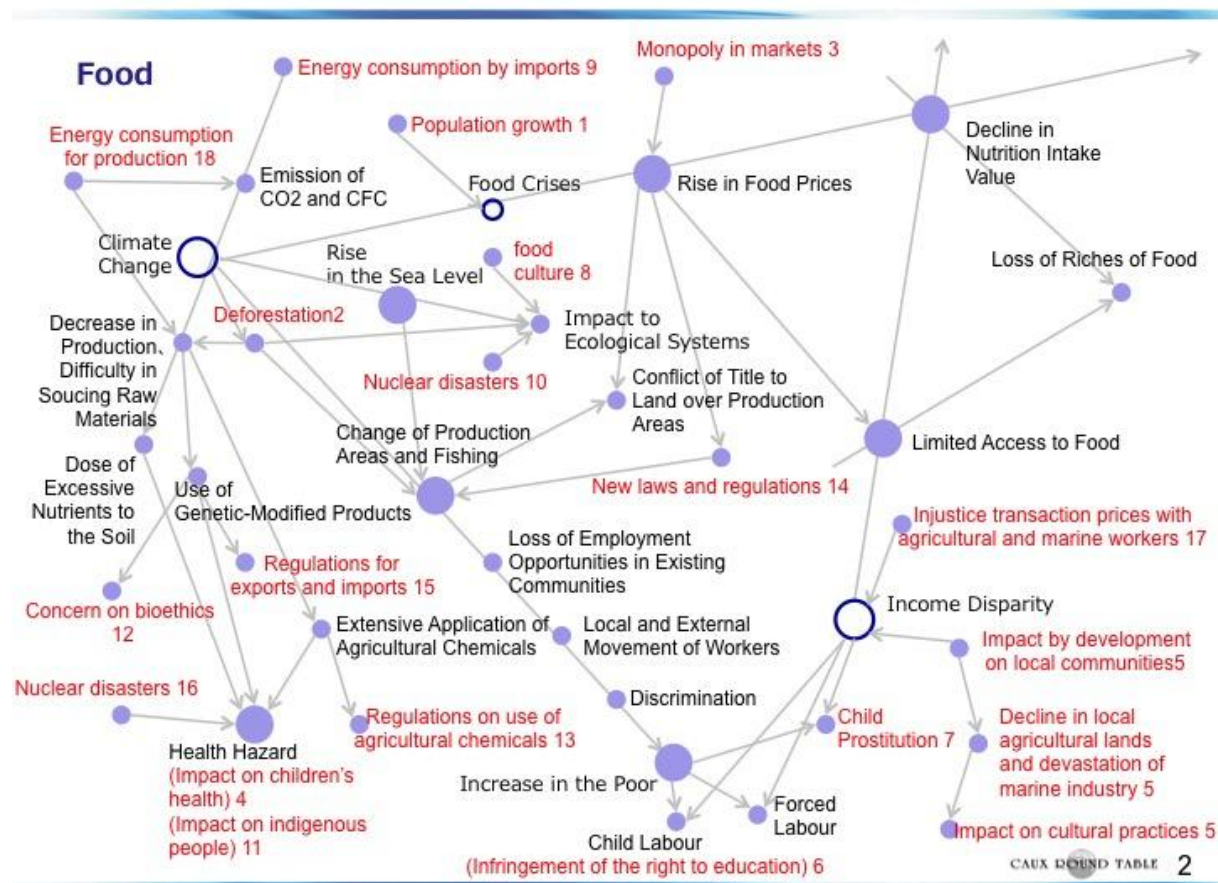 Food
Energy consumption by imports 9
Monopoly in markets 3
Energy consumption
for production 18
Population growth 1
Decline in
Nutrition Intake
Value
Emission of
CO2 and CFC
Food Crises
Rise in Food Prices
Climate
Change
Rise
in the Sea Level
food
culture 8
Loss of Riches of Food
Deforestation2
Decrease in
Production、
Difficulty in
Soucing Raw
Materials
Impact to
Ecological Systems
Nuclear disasters 10
Conflict of Title to
Land over Production
Areas
Change of Production
Areas and Fishing
Limited Access to Food
Dose of
Excessive
Nutrients to
the Soil
Use of
Genetic-Modified Products
New laws and regulations 14
Injustice transaction prices with
agricultural and marine workers 17
Loss of Employment
Opportunities in Existing
Communities
Regulations for
exports and imports 15
Concern on bioethics
12
Income Disparity
Extensive Application of
Agricultural Chemicals
Local and External
Movement of Workers
Impact by development
on local communities5
Nuclear disasters 16
Discrimination
Regulations on use of
agricultural chemicals 13
Child
Prostitution 7
Decline in local
agricultural lands
and devastation of
marine industry 5
Health Hazard
(Impact on children's
health) 4
(Impact on indigenous
people) 11
Increase in the Poor
Forced
Labour
Child Labour
(Infringement of the right to education) 6
Impact on cultural practices 5
CAUX ROUND TABLE 2